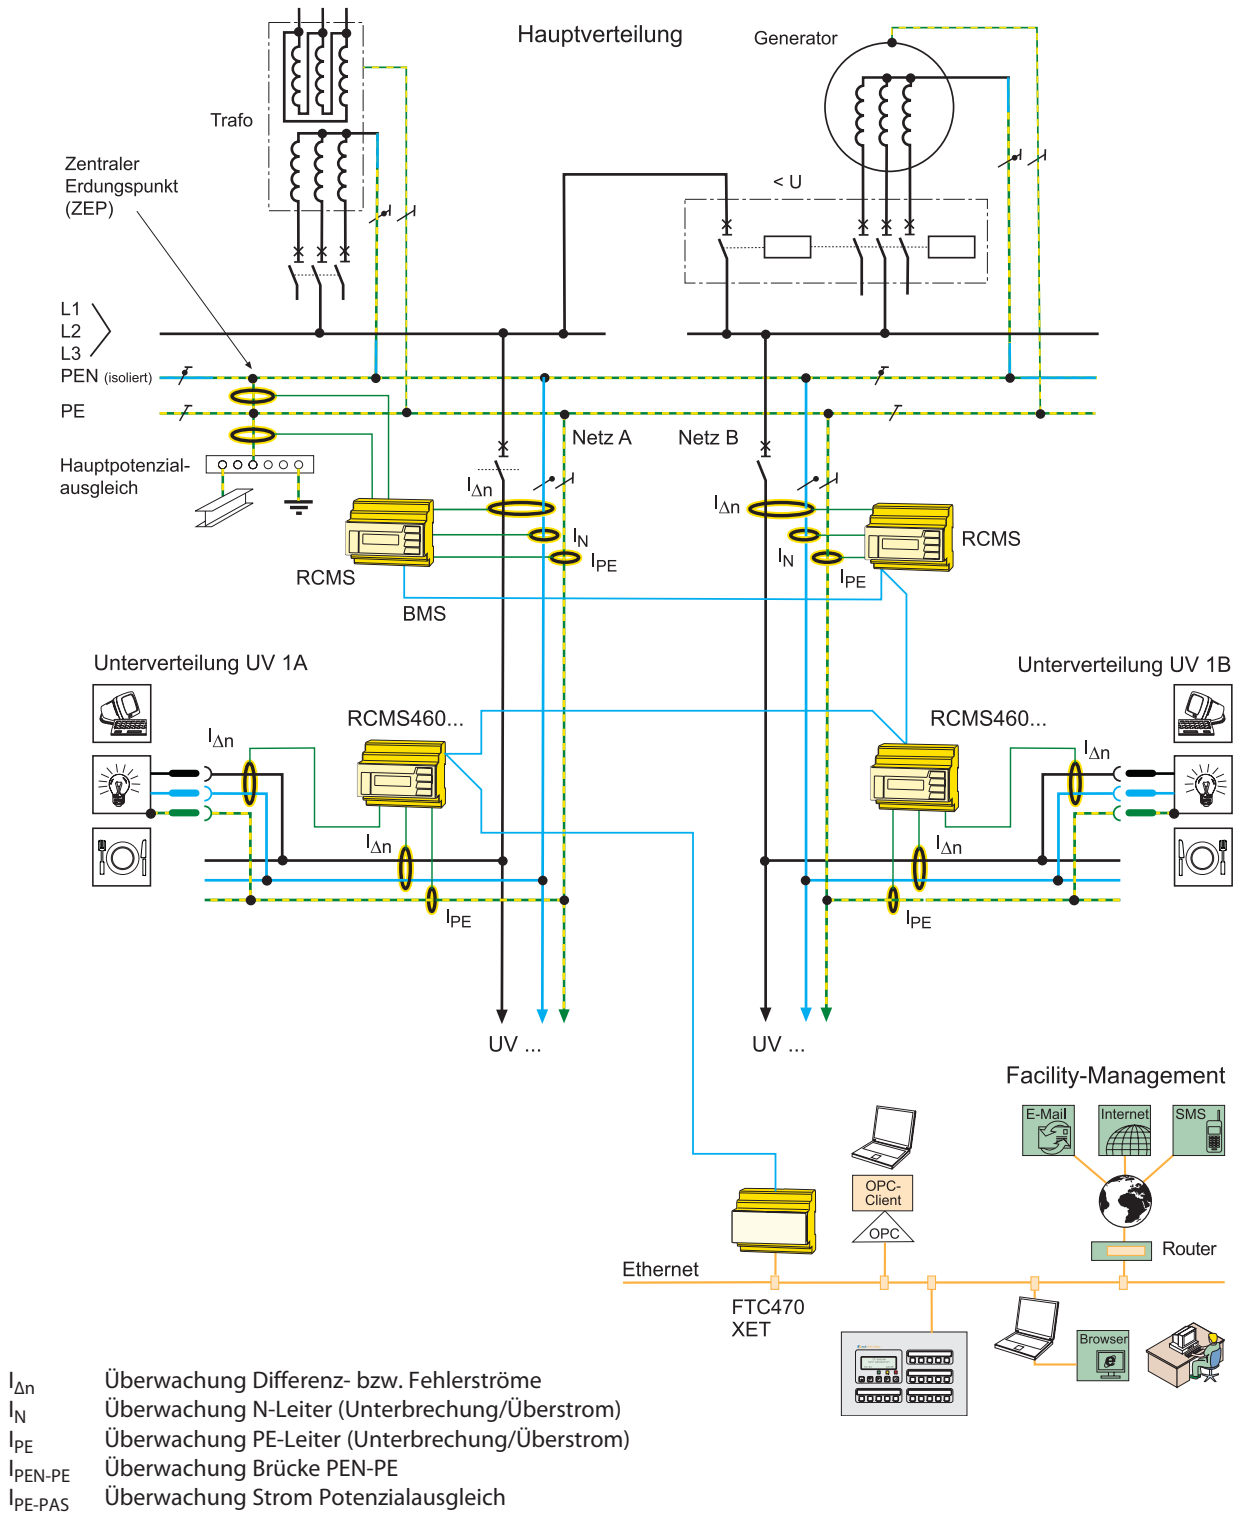 Hauptverteilung
Generator
Trafo
Zentraler
Erdungspunkt
(ZEP)
< U
L1
L2
L3
PEN (isoliert)
PE
Netz A
Netz B
Hauptpotenzial-
ausgleich
IΔn
IΔn
IN
IPE
IN
IPE
RCMS
RCMS
BMS
Unterverteilung UV 1A
Unterverteilung UV 1B
RCMS460...
RCMS460...
IΔn
IΔn
IΔn
IΔn
IPE
IPE
UV ...
UV ...
Facility-Management
E-Mail
Internet
SMS
OPC-
Client
OPC
Router
Ethernet
FTC470
XET
Browser
IΔn Überwachung Differenz- bzw. Fehlerströme
IN Überwachung N-Leiter (Unterbrechung/Überstrom)
IPE Überwachung PE-Leiter (Unterbrechung/Überstrom)
IPEN-PE Überwachung Brücke PEN-PE
IPE-PAS Überwachung Strom Potenzialausgleich